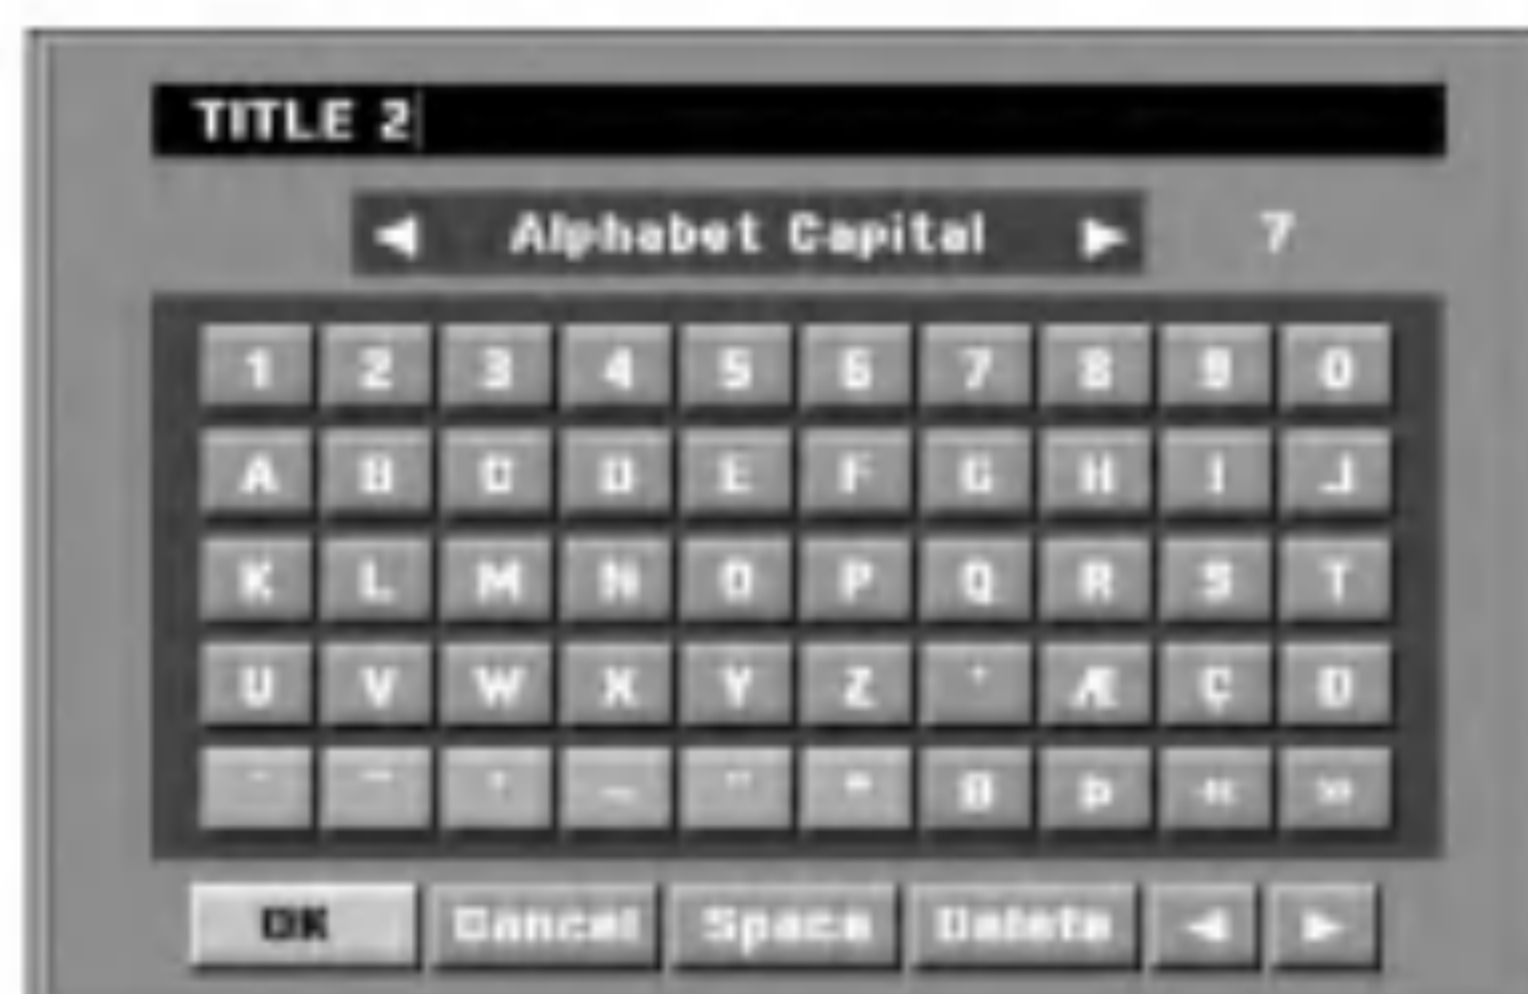 TITLE 2
◄ Alphabet Capital ► 7
1 2 3 4 5 6 7 8 9 0
A B C D E F G H I J
K L M N O P Q R S T
U V W X Y Z Æ Ç Ð
Þ « »
OK Cancel Space Delete ◄ ►